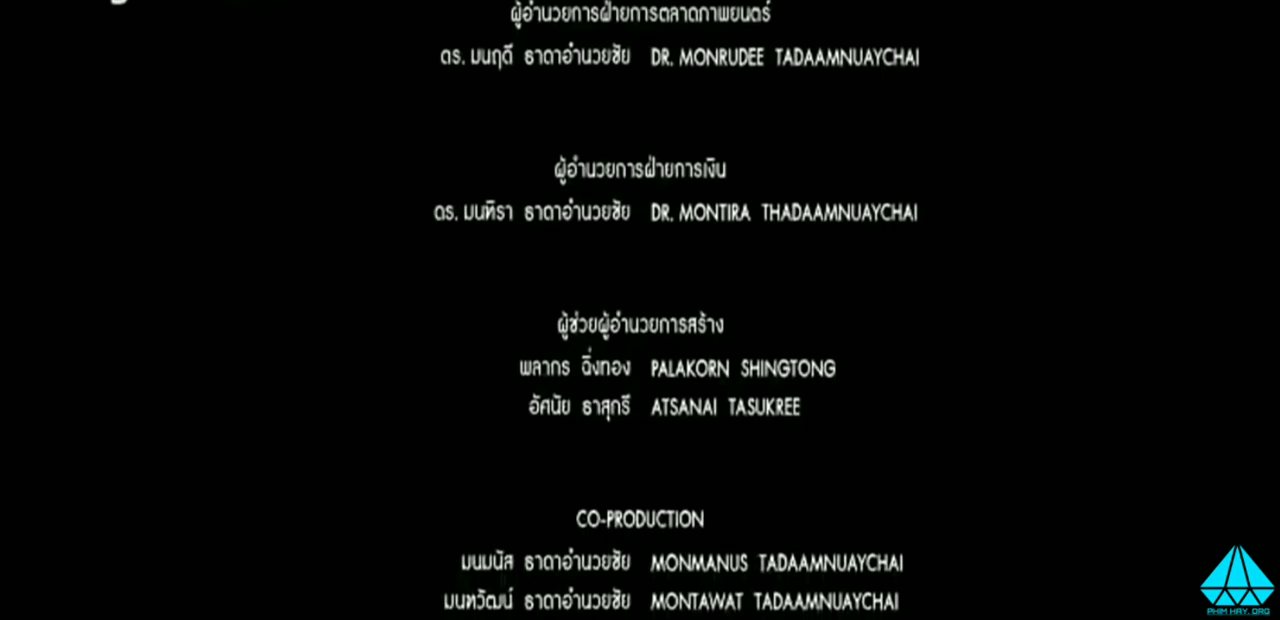 ผู้อำนวยการฝ่ายการตลาดภาพยนตร์
ดร. มนฤดี ธาดาอำนวยชัย DR. MONRUDEE TADAAMNUAYCHAI
ผู้อำนวยการฝ่ายการเงิน
ดร. มนทิรา ธาดาอำนวยชัย DR. MONTIRA THADAAMNUAYCHAI
ผู้ช่วยผู้อำนวยการสร้าง
พลากร ฉิ่งทอง PALAKORN SHINGTONG
อัศนัย ธาสุกรี ATSANAI TASUKREE
CO-PRODUCTION
มนมนัส ธาดาอำนวยชัย MONMANUS TADAAMNUAYCHAI
มนทวัฒน์ ธาดาอำนวยชัย MONTAWAT TADAAMNUAYCHAI
PHIM HAY.ORG